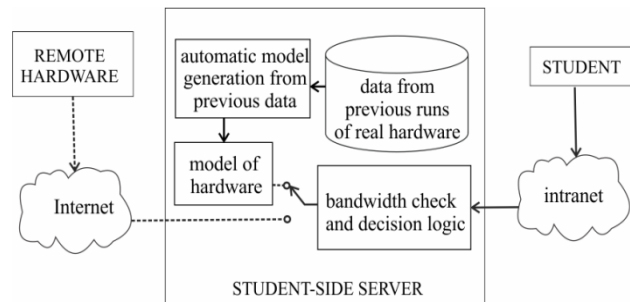 REMOTE
HARDWARE
automatic model
generation from
previous data
data from
previous runs
of real hardware
STUDENT
model of
hardware
Internet
bandwidth check
and decision logic
intranet
STUDENT-SIDE SERVER